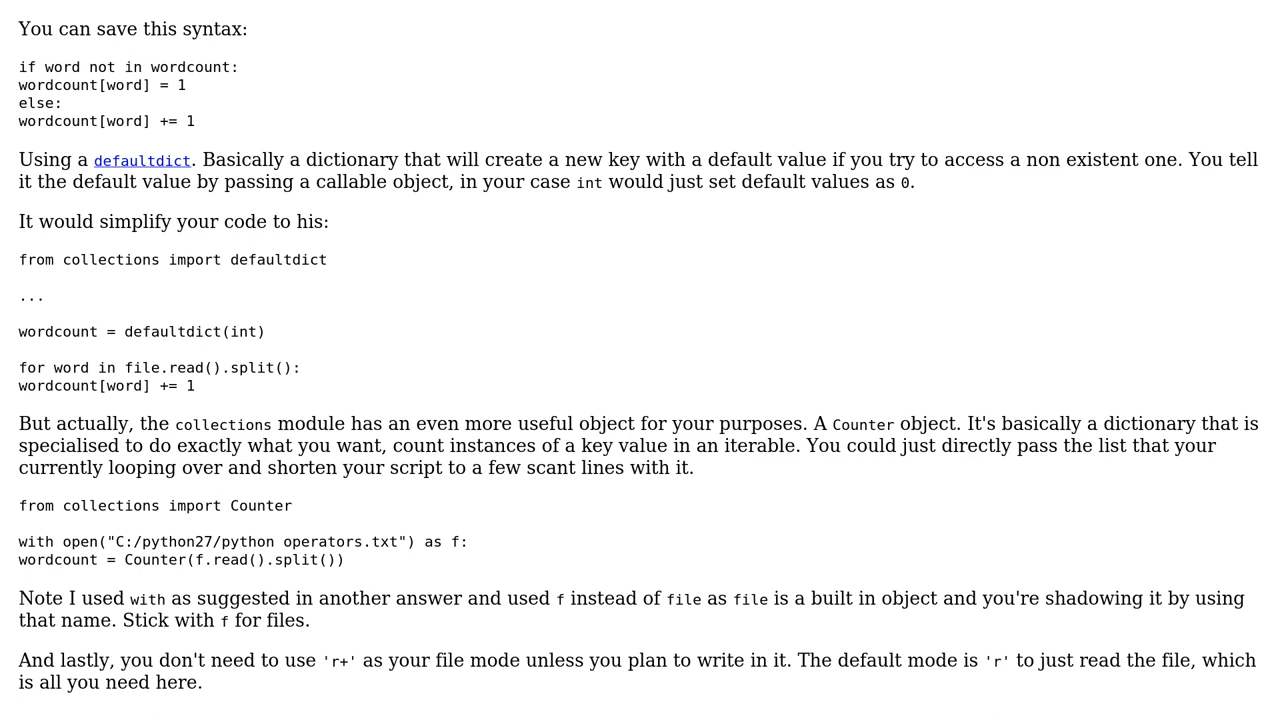 You can save this syntax:
if word not in wordcount:
wordcount[word] = 1
else:
wordcount[word] += 1
Using a defaultdict. Basically a dictionary that will create a new key with a default value if you try to access a non existent one. You tell
it the default value by passing a callable object, in your case int would just set default values as 0.
It would simplify your code to his:
from collections import defaultdict
...
wordcount = defaultdict(int)
for word in file.read().split():
wordcount[word] += 1
But actually, the collections module has an even more useful object for your purposes. A Counter object. It's basically a dictionary that is
specialised to do exactly what you want, count instances of a key value in an iterable. You could just directly pass the list that your
currently looping over and shorten your script to a few scant lines with it.
from collections import Counter
with open("C:/python27/python operators.txt") as f:
wordcount = Counter(f.read().split())
Note I used with as suggested in another answer and used f instead of file as file is a built in object and you're shadowing it by using
that name. Stick with f for files.
And lastly, you don't need to use 'r+' as your file mode unless you plan to write in it. The default mode is 'r' to just read the file, which
is all you need here.